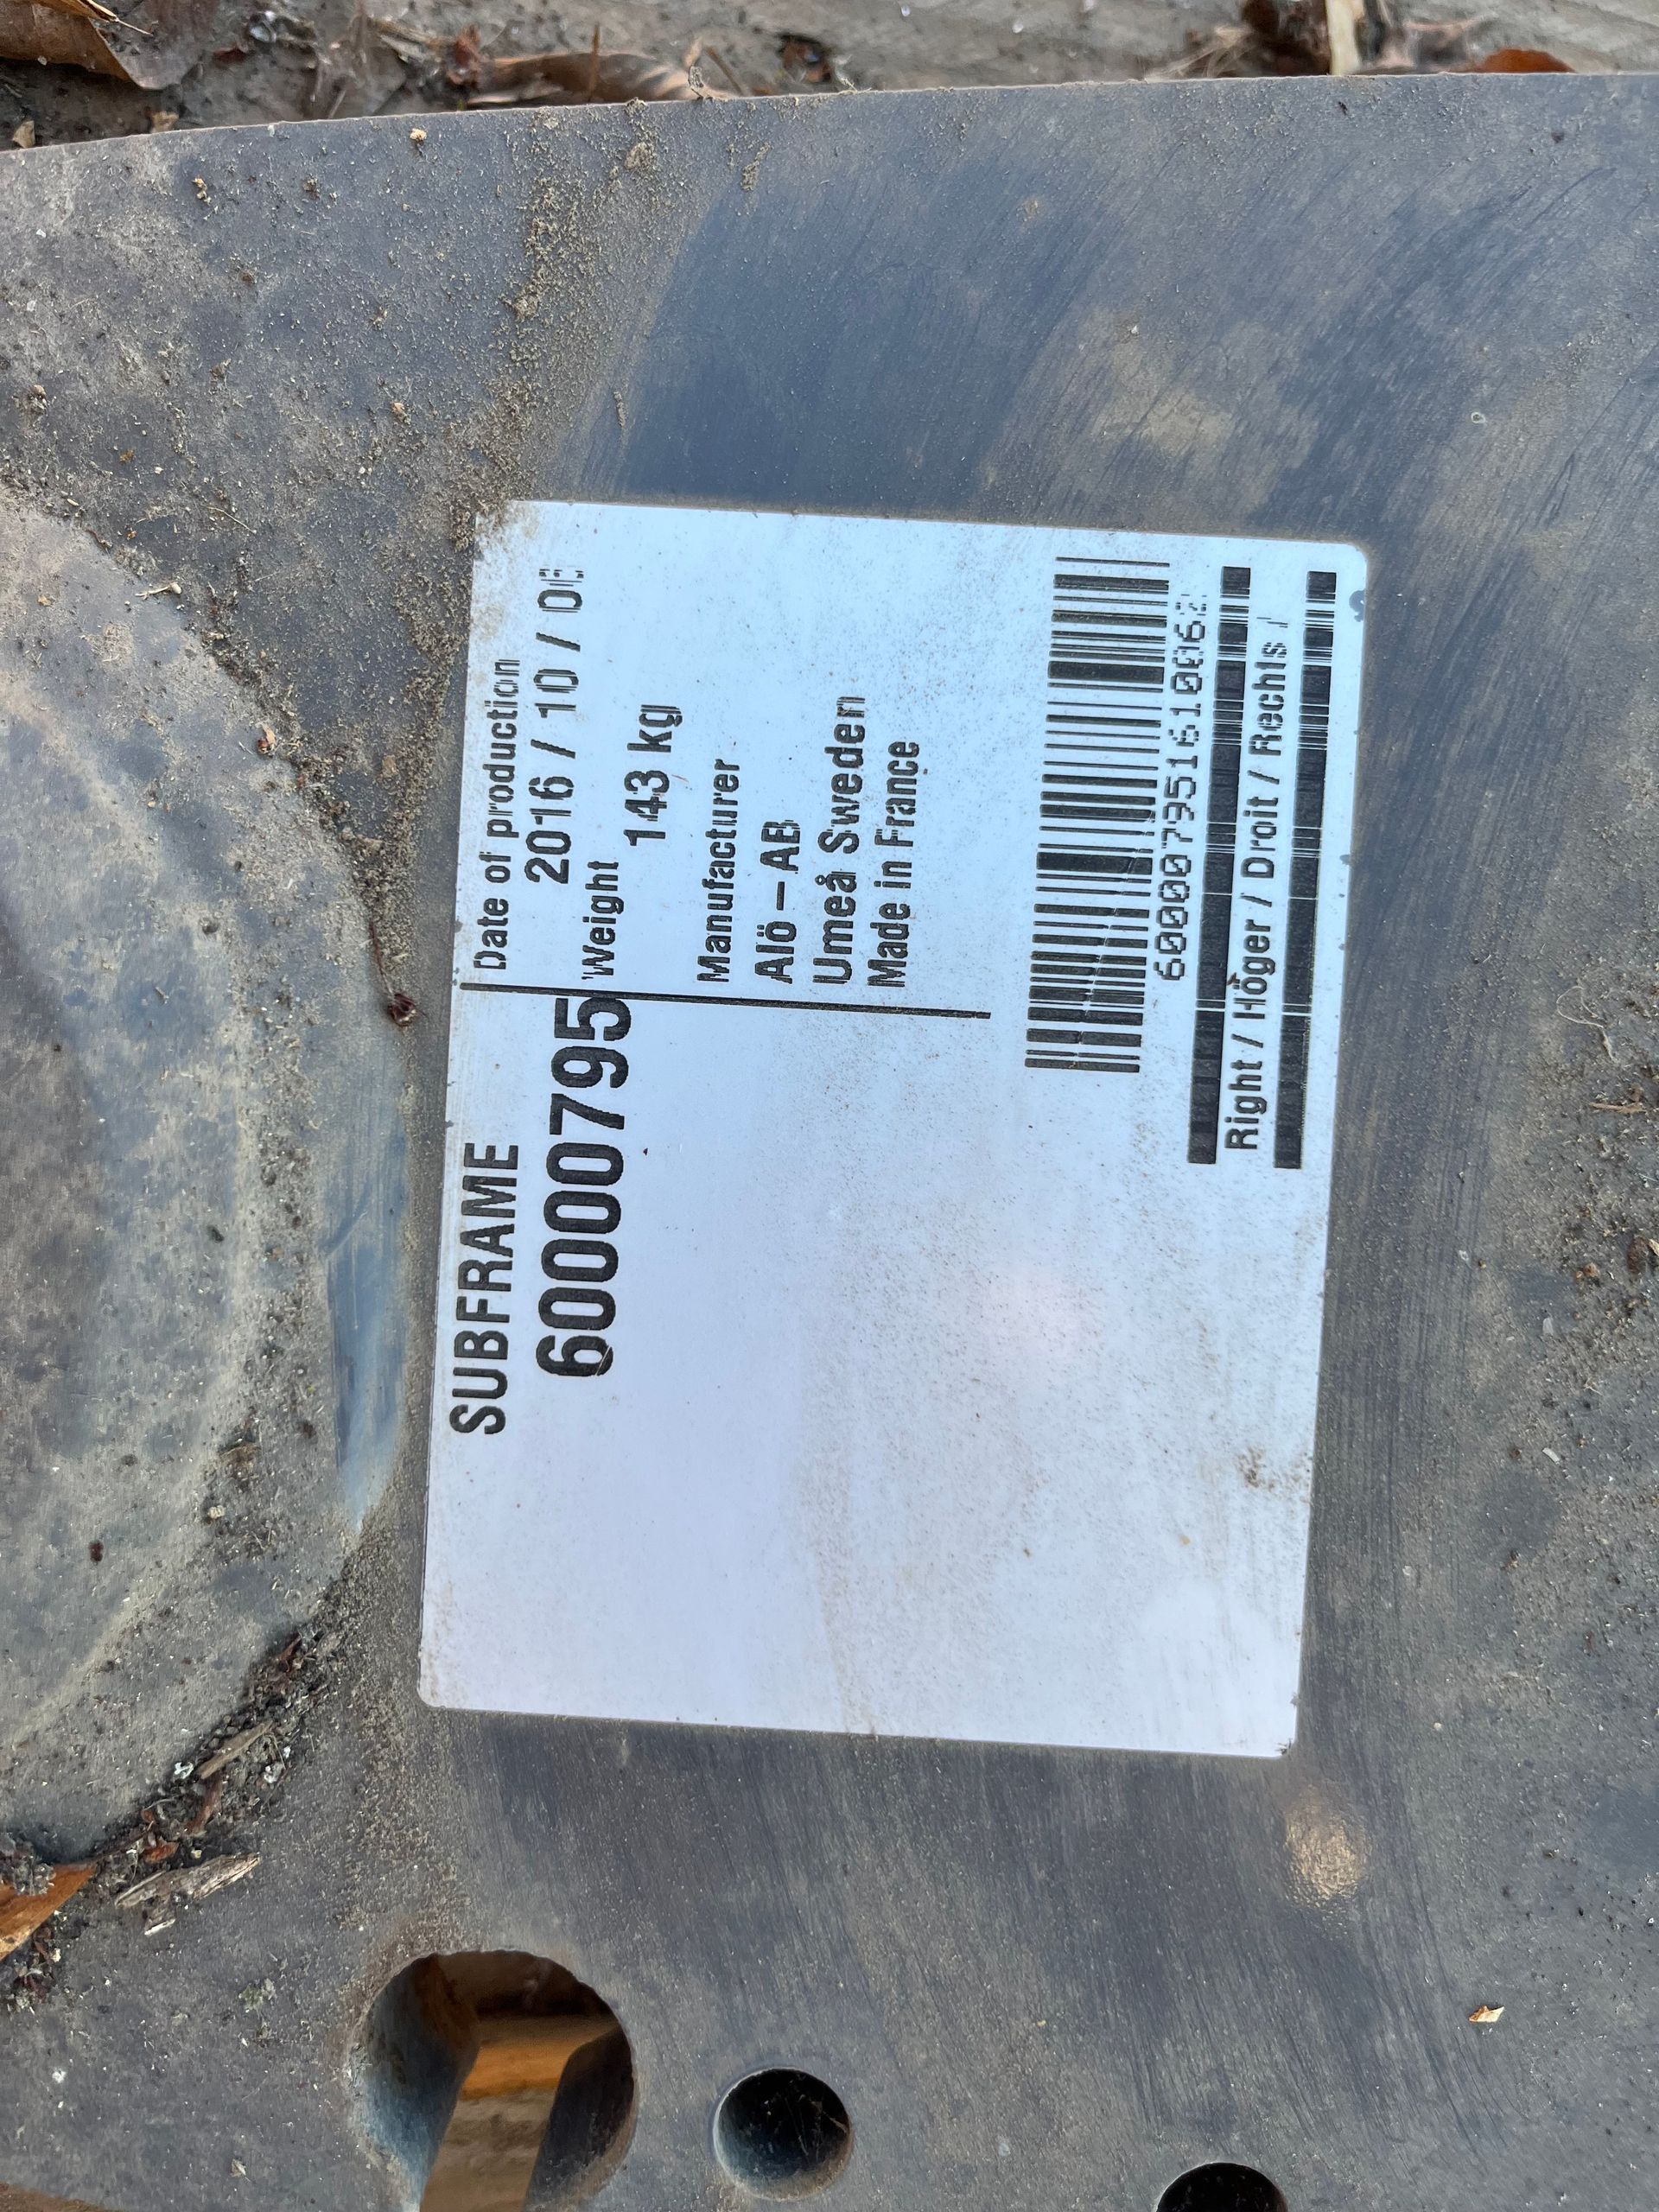 SUBFRAME
60000795
Date of production
2016 / 10 /
Weight
143 kg
Manufacturer
Alö – AB
Umeå Sweden
Made in France
Right / Höger / Droit / Rechts /